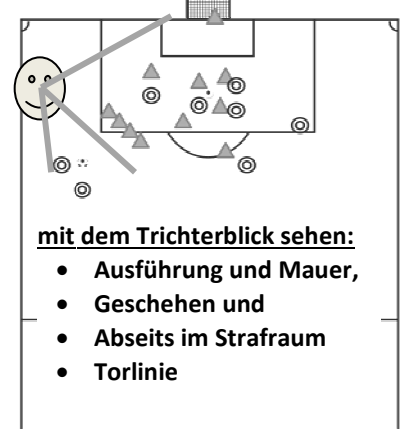 mit dem Trichterblick sehen:
• Ausführung und Mauer,
• Geschehen und
• Abseits im Strafraum
• Torlinie